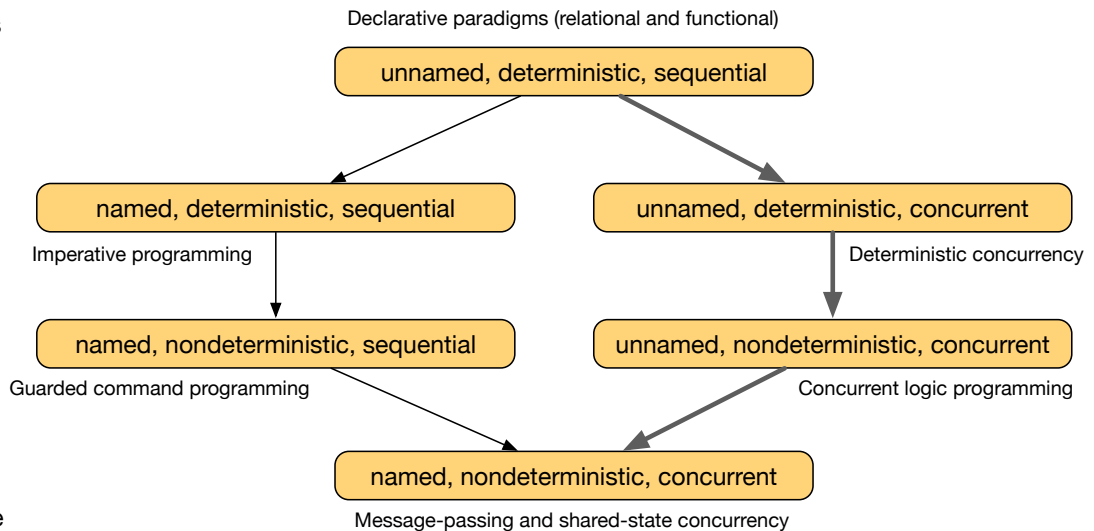 Declarative paradigms (relational and functional)
unnamed, deterministic, sequential
named, deterministic, sequential
unnamed, deterministic, concurrent
Imperative programming
Deterministic concurrency
named, nondeterministic, sequential
unnamed, nondeterministic, concurrent
Guarded command programming
Concurrent logic programming
named, nondeterministic, concurrent
Message-passing and shared-state concurrency